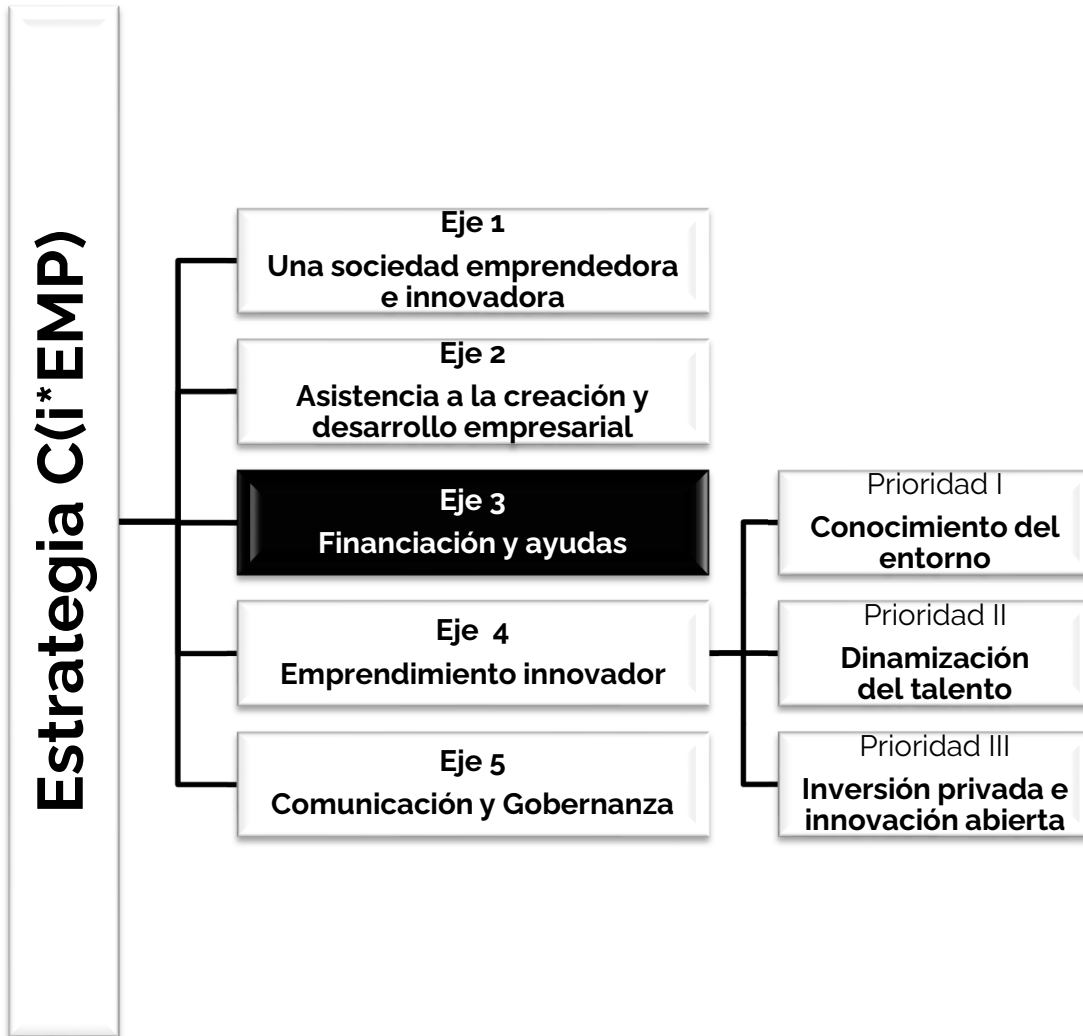 Estrategia C(i*EMP)
Eje 1
Una sociedad emprendedora
e innovadora
Eje 2
Asistencia a la creación y
desarrollo empresarial
Eje 3
Financiación y ayudas
Eje 4
Emprendimiento innovador
Eje 5
Comunicación y Gobernanza
Prioridad I
Conocimiento del
entorno
Prioridad II
Dinamización
del talento
Prioridad III
Inversión privada e
innovación abierta